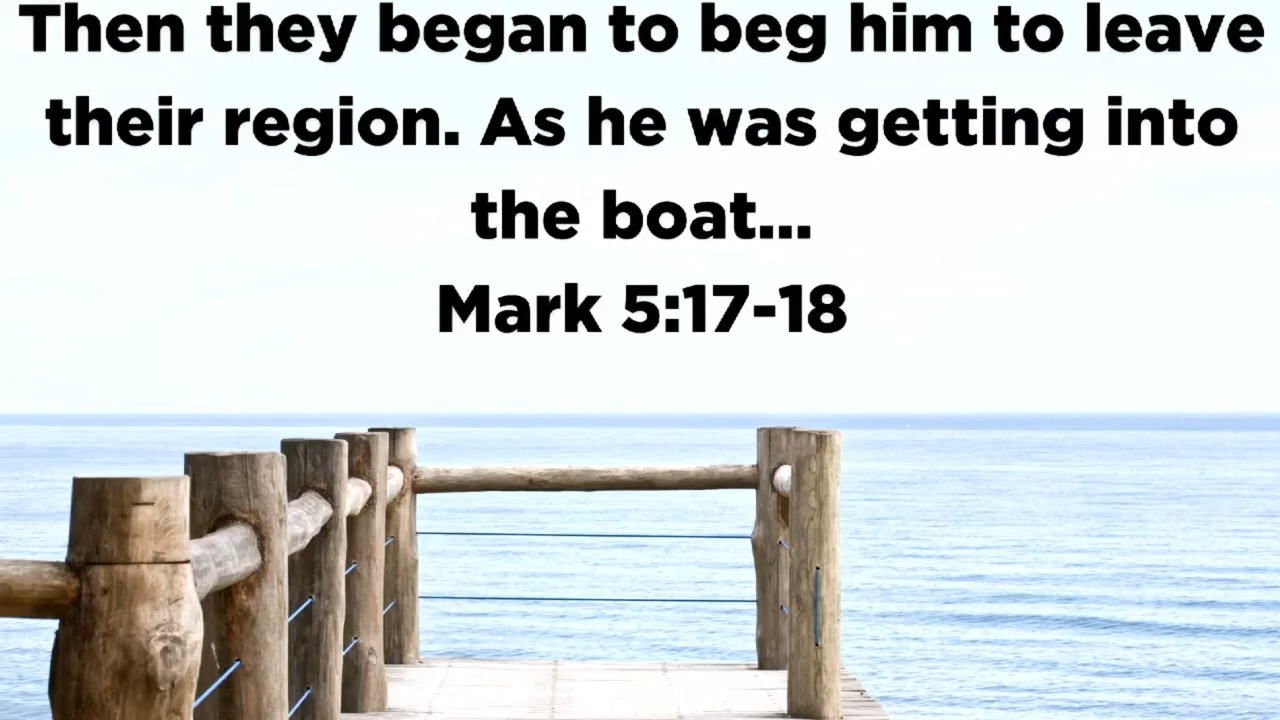 Then they began to beg him to leave
their region. As he was getting into
the boat...
Mark 5:17-18